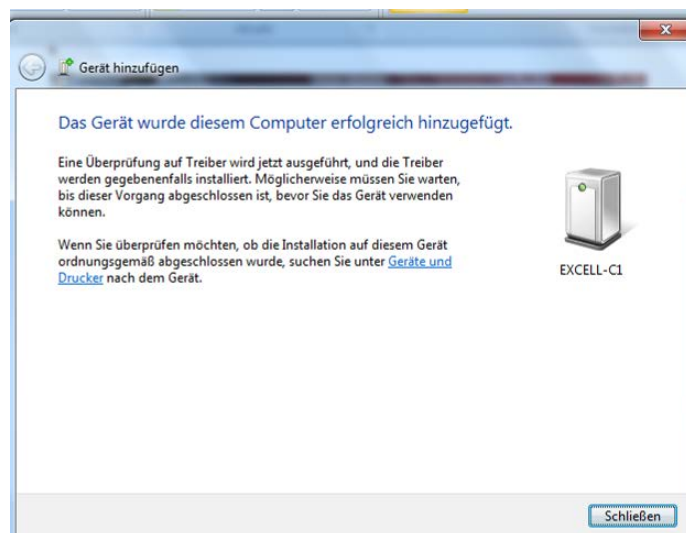 Gerät hinzufügen
Das Gerät wurde diesem Computer erfolgreich hinzugefügt.
Eine Überprüfung auf Treiber wird jetzt ausgeführt, und die Treiber
werden gegebenenfalls installiert. Möglicherweise müssen Sie warten,
bis dieser Vorgang abgeschlossen ist, bevor Sie das Gerät verwenden
können.
Wenn Sie überprüfen möchten, ob die Installation auf diesem Gerät
ordnungsgemäß abgeschlossen wurde, suchen Sie unter Geräte und
Drucker nach dem Gerät.
EXCELL-C1
Schließen